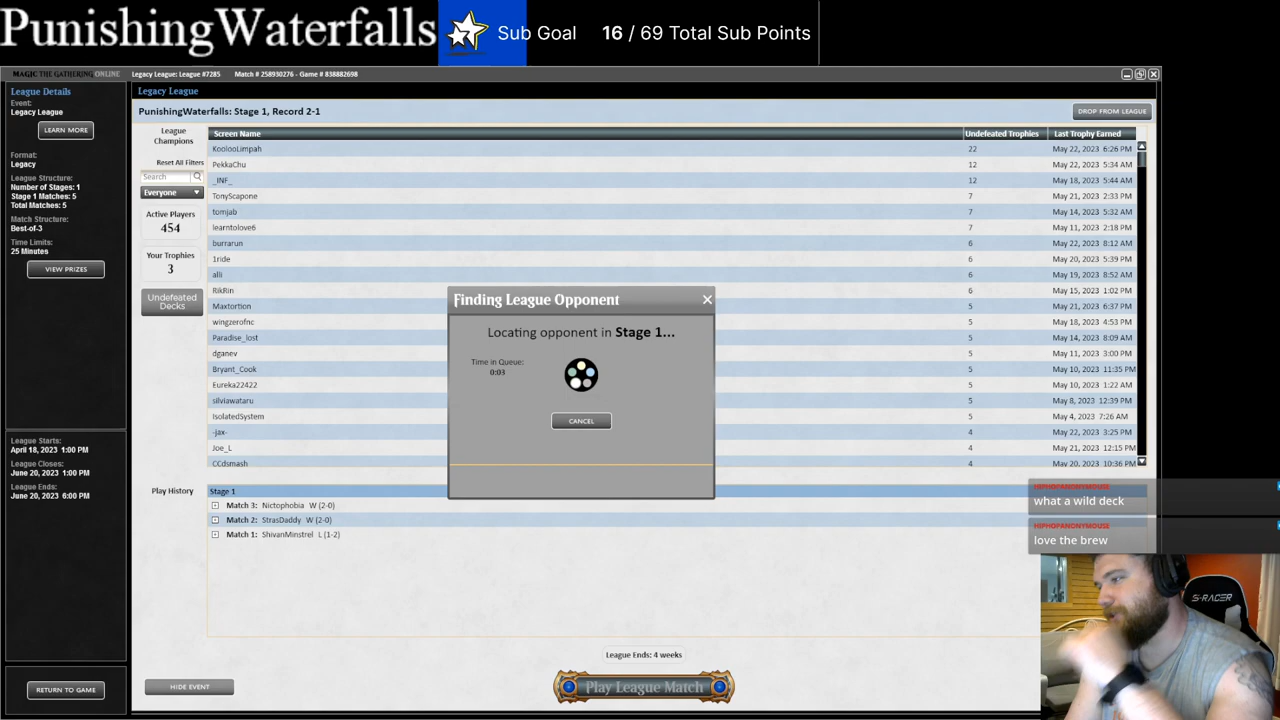 PunishingWaterfalls
Sub Goal 16 / 69 Total Sub Points
MAGIC THE GATHERING ONLINE Legacy League: League #7285 Match # 258930276 - Game # 838882698
League Details
Event:
Legacy League
LEARN MORE
Format:
Legacy
League Structure:
Number of Stages: 1
Stage 1 Matches: 5
Total Matches: 5
Match Structure:
Best-of-3
Time Limits:
25 Minutes
VIEW PRIZES
League Starts:
April 18, 2023 1:00 PM
League Closes:
June 20, 2023 1:00 PM
League Ends:
June 20, 2023 6:00 PM
RETURN TO GAME
Legacy League
PunishingWaterfalls: Stage 1, Record 2-1
DROP FROM LEAGUE
League
Champions
Reset All Filters
Search
Everyone
Active Players
454
Your Trophies
3
Undefeated
Decks
Screen Name Undefeated Trophies Last Trophy Earned
KoolooLimpah 22 May 22, 2023 6:26 PM
PekkaChu 12 May 22, 2023 5:34 AM
_INF_ 12 May 18, 2023 5:44 AM
TonyScapone 7 May 21, 2023 2:33 PM
tomjab 7 May 14, 2023 5:32 AM
learntolove6 7 May 11, 2023 2:18 PM
burrarun 6 May 22, 2023 8:12 AM
1ride 6 May 20, 2023 5:39 PM
alli 6 May 19, 2023 8:52 AM
RikRin 6 May 15, 2023 1:02 PM
Maxtortion 5 May 21, 2023 6:37 PM
wingzerofnc 5 May 18, 2023 4:53 PM
Paradise_lost 5 May 14, 2023 8:09 AM
dganev 5 May 11, 2023 3:00 PM
Bryant_Cook 5 May 10, 2023 11:35 PM
Eureka22422 5 May 10, 2023 1:22 AM
silviawataru 5 May 8, 2023 12:39 PM
IsolatedSystem 5 May 4, 2023 7:26 AM
-jax- 4 May 22, 2023 3:25 PM
Joe_L 4 May 21, 2023 12:15 PM
CCdsmash 4 May 20, 2023 10:36 PM
Finding League Opponent
Locating opponent in Stage 1...
Time in Queue:
0:03
CANCEL
Play History
Stage 1
Match 3: Nictophobia W (2-0)
Match 2: StrasDaddy W (2-0)
Match 1: ShivanMinstrel L (1-2)
League Ends: 4 weeks
HIDE EVENT
Play League Match
HIPHOPANONYMOUSE
what a wild deck
HIPHOPANONYMOUSE
love the brew
S-RACER